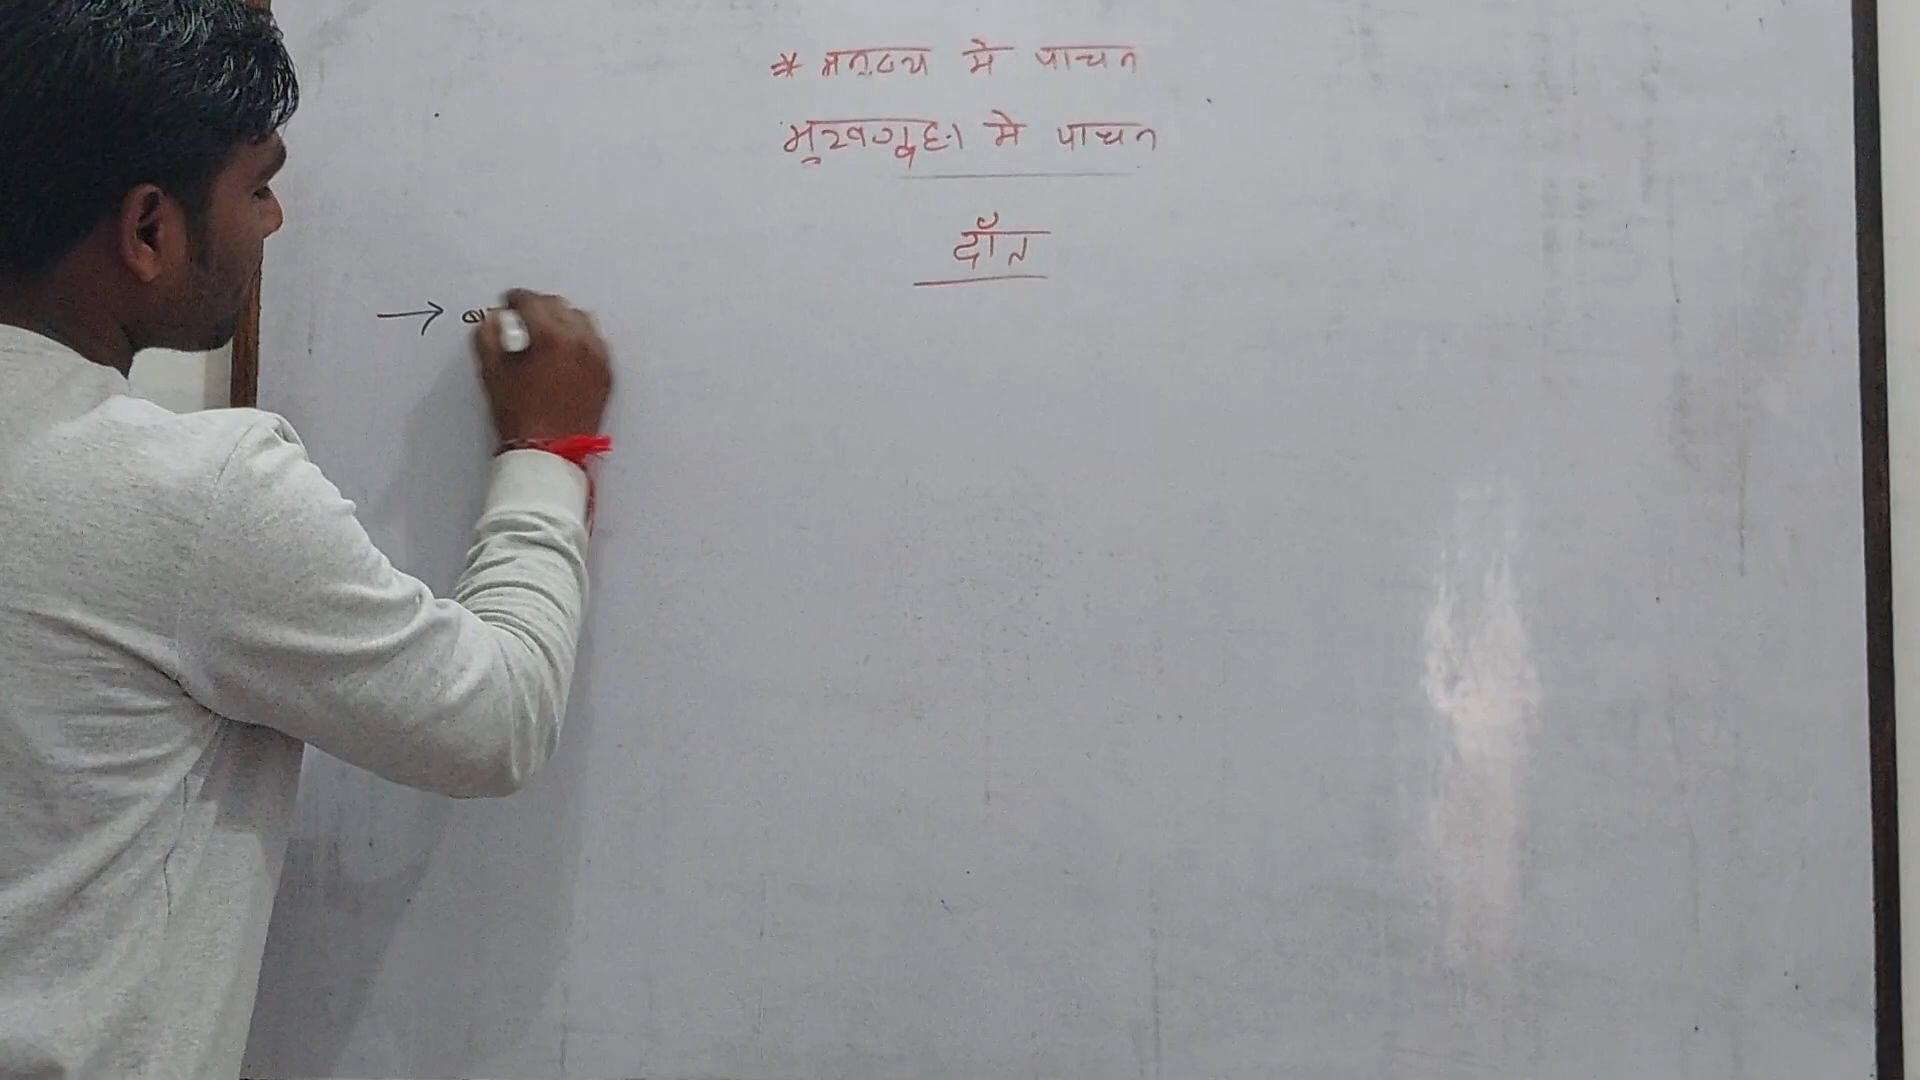 * मनुष्य मे पाचन
मुखगुहा मे पाचन
दाँत
→